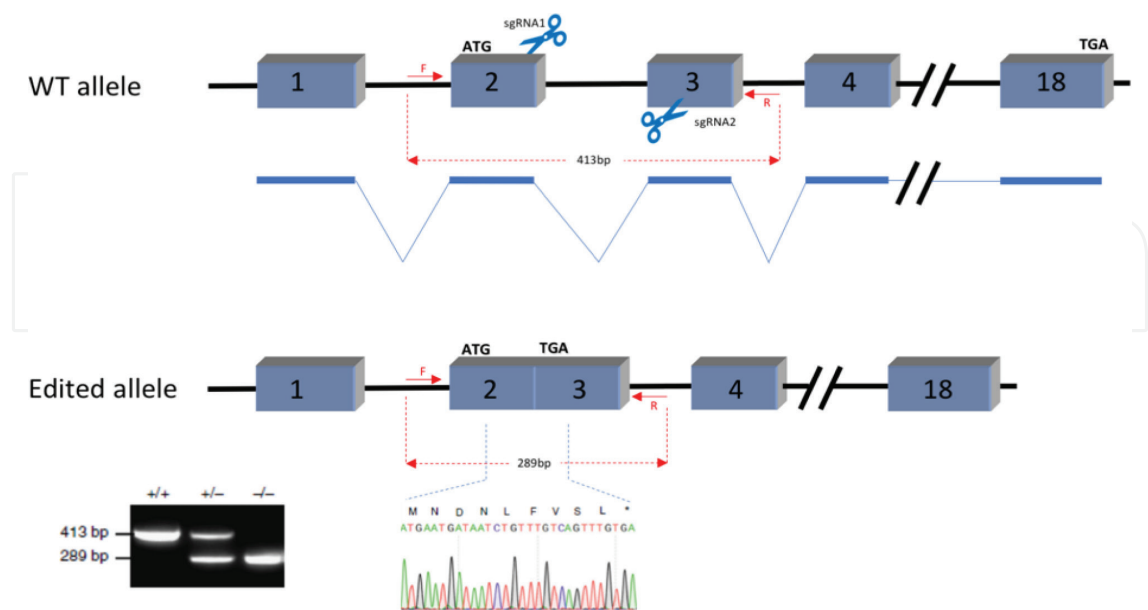 sgRNA1
ATG
TGA
WT allele
1
F
2
3
R
4
18
sgRNA2
413bp
ATG
TGA
Edited allele
1
F
2
3
R
4
18
289bp
+/+ +/− −/−
413 bp
289 bp
M N D N L F V S L *
ATGAATGATAATCTGTTTGTCAGTTTGTGA